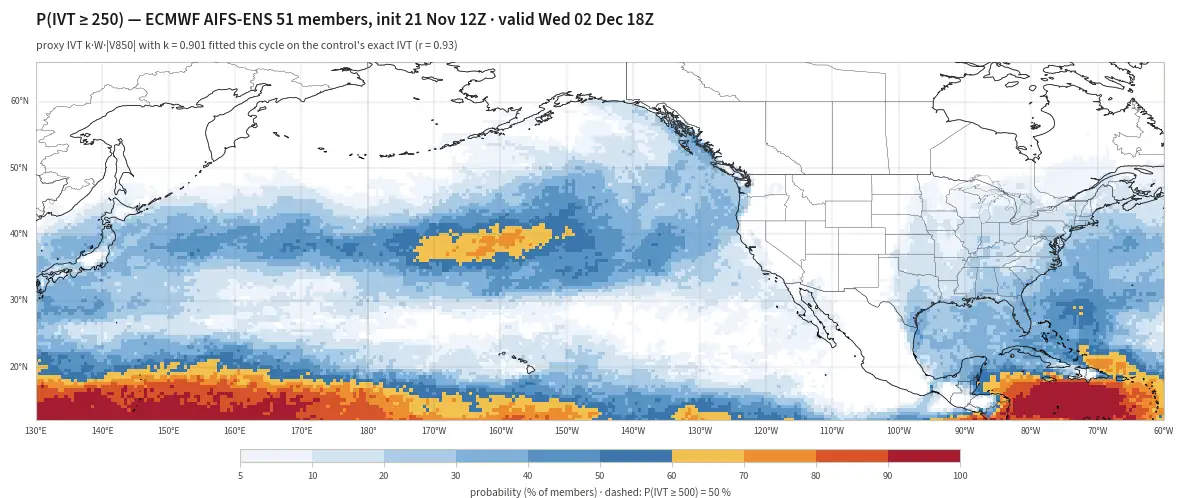 P(IVT ≥ 250) — ECMWF AIFS-ENS 51 members, init 21 Nov 12Z · valid Wed 02 Dec 18Z
proxy IVT k·W·|V850| with k = 0.901 fitted this cycle on the control's exact IVT (r = 0.93)
60°N
50°N
40°N
30°N
20°N
130°E 140°E 150°E 160°E 170°E 180° 170°W 160°W 150°W 140°W 130°W 120°W 110°W 100°W 90°W 80°W 70°W 60°W
5 10 20 30 40 50 60 70 80 90 100
probability (% of members) · dashed: P(IVT ≥ 500) = 50 %